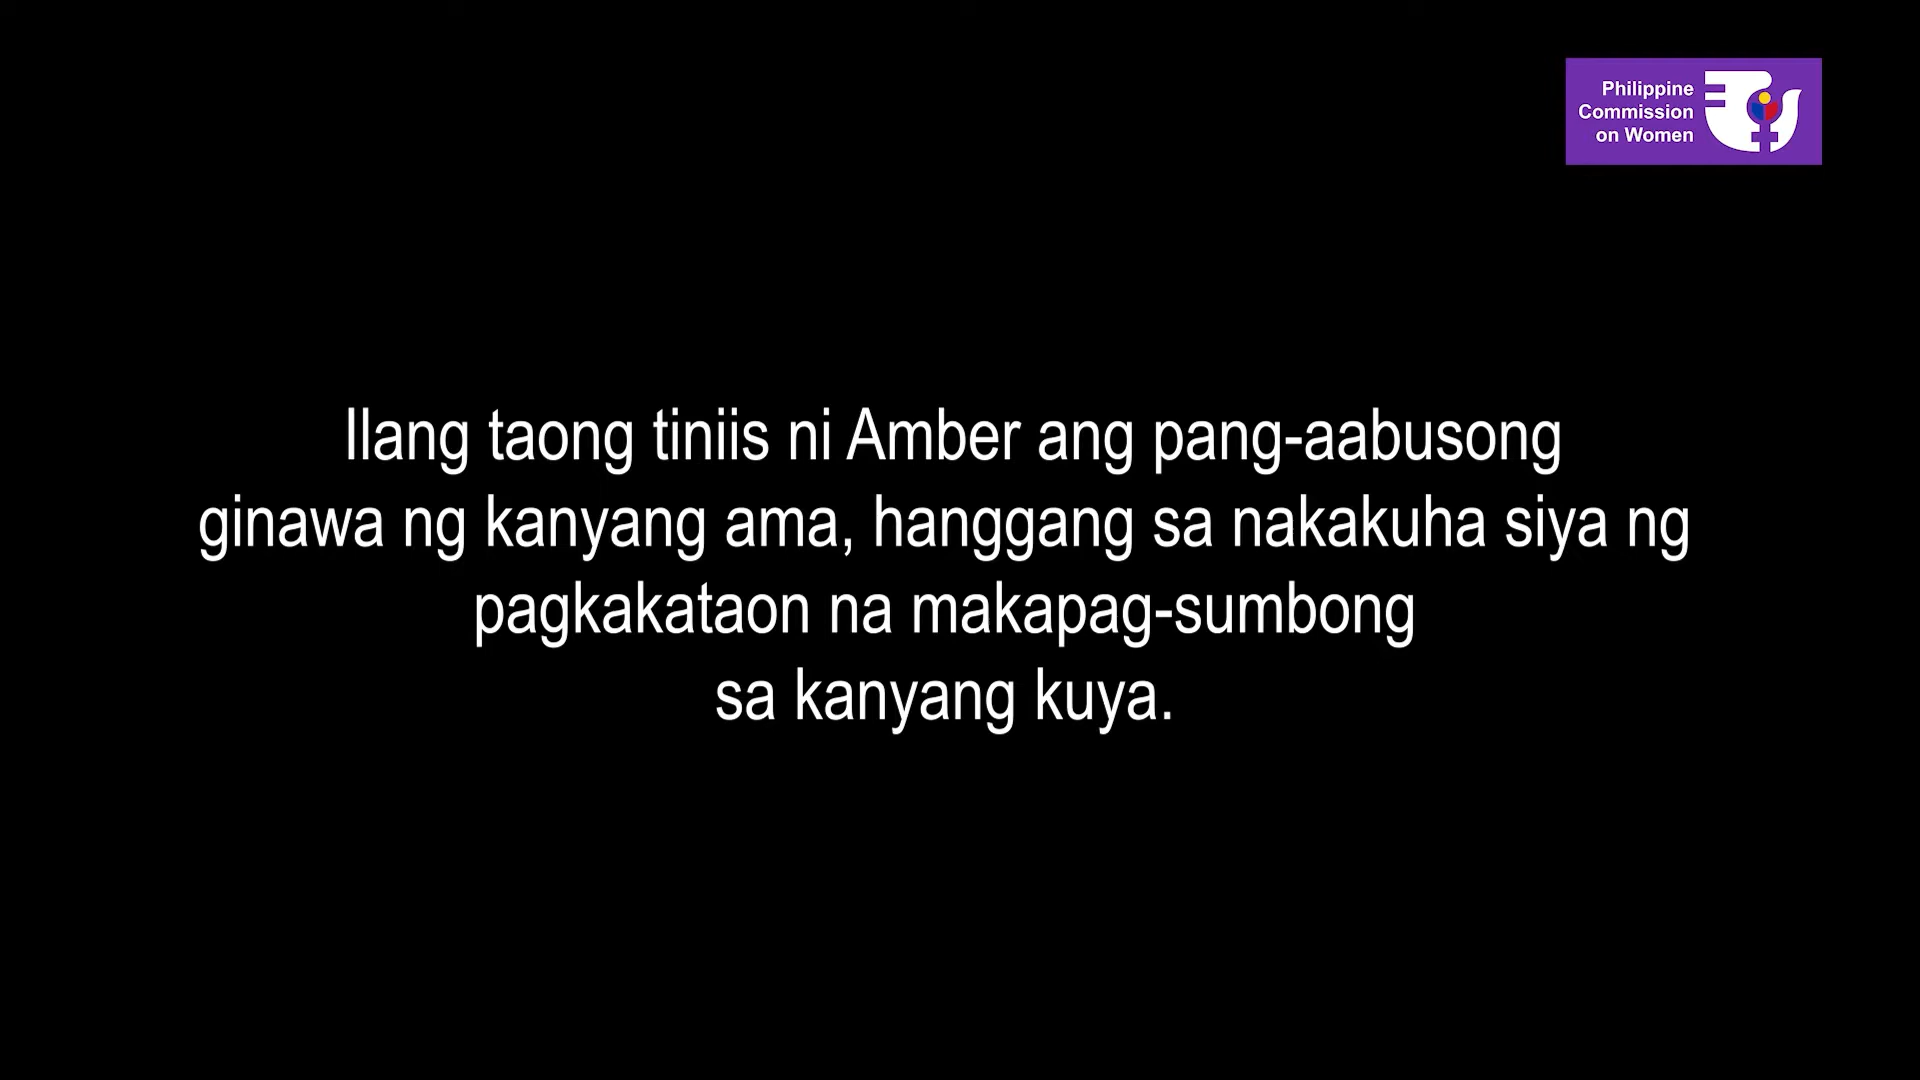 Philippine
Commission
on Women
Ilang taong tiniis ni Amber ang pang-aabusong
ginawa ng kanyang ama, hanggang sa nakakuha siya ng
pagkakataon na makapag-sumbong
sa kanyang kuya.